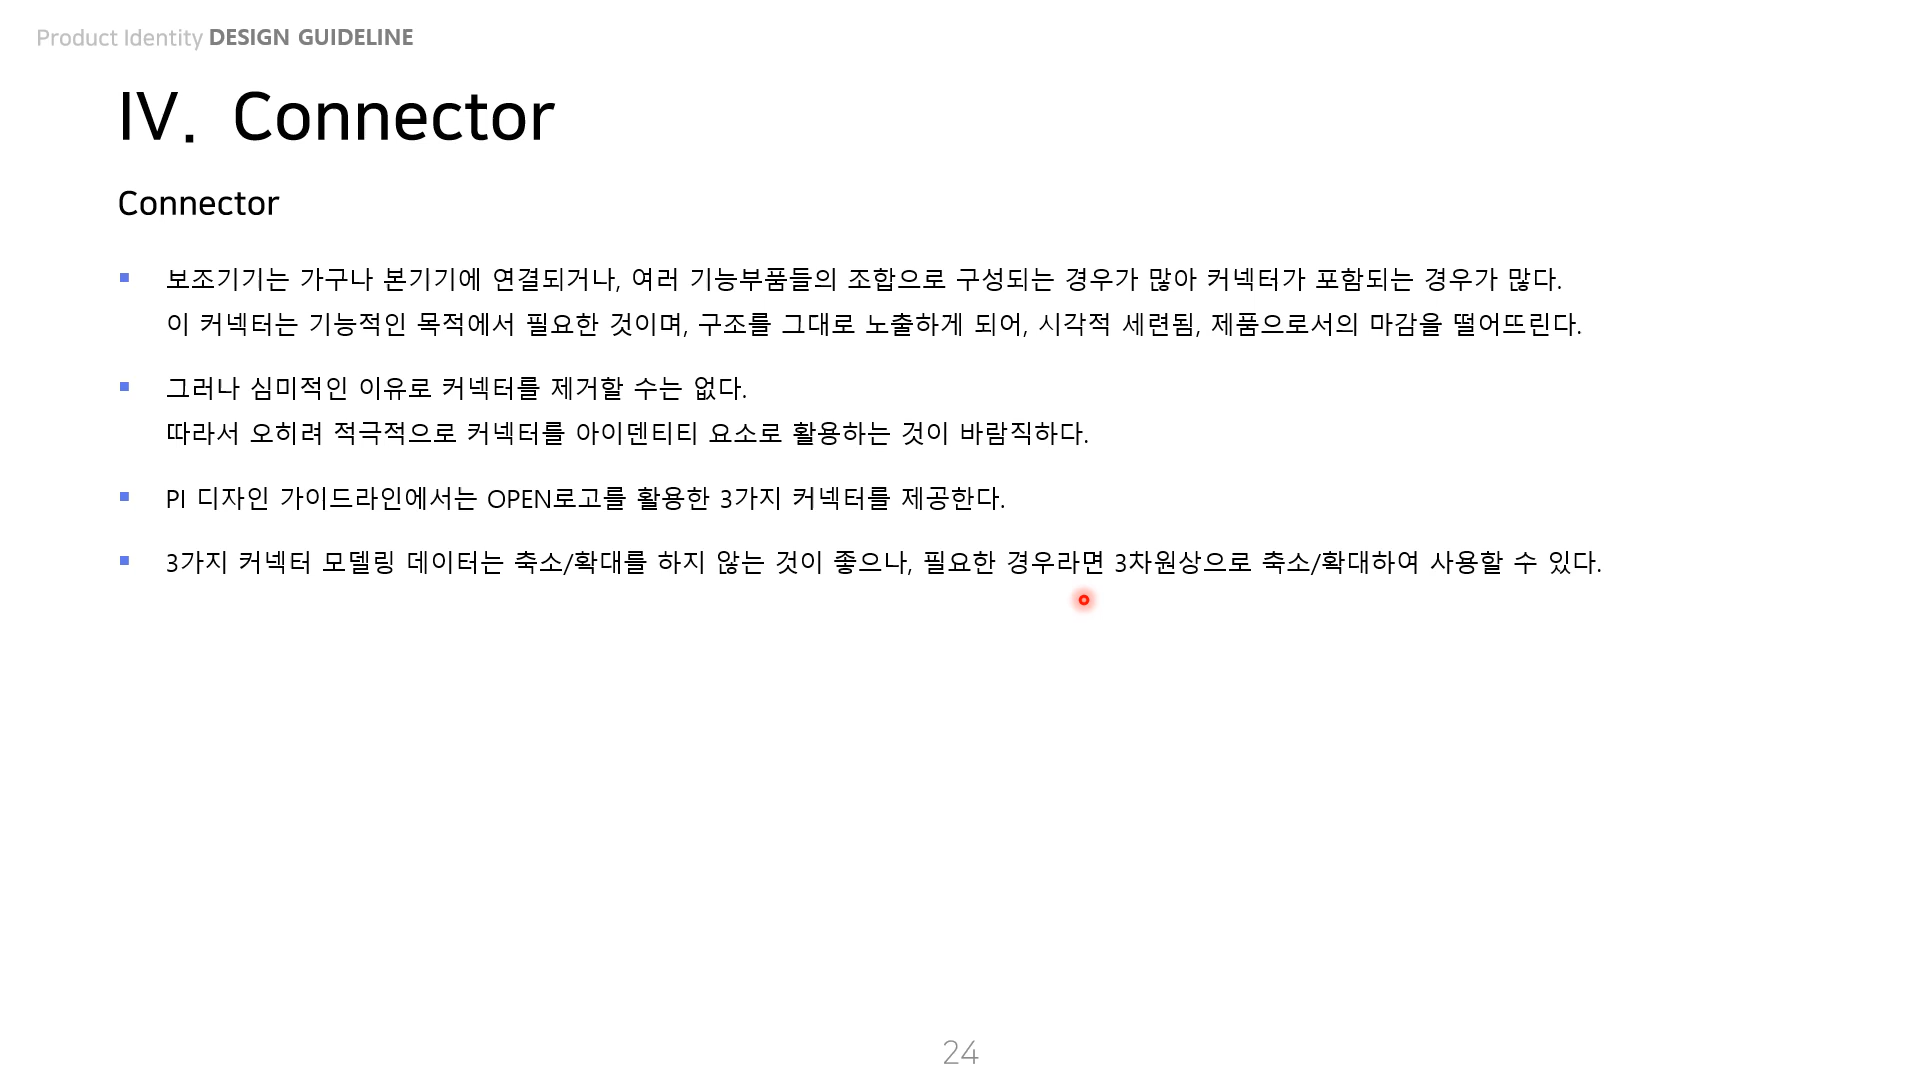 Product Identity DESIGN GUIDELINE
IV. Connector
Connector
▪ 보조기기는 가구나 본기기에 연결되거나, 여러 기능부품들의 조합으로 구성되는 경우가 많아 커넥터가 포함되는 경우가 많다.
이 커넥터는 기능적인 목적에서 필요한 것이며, 구조를 그대로 노출하게 되어, 시각적 세련됨, 제품으로서의 마감을 떨어뜨린다.
▪ 그러나 심미적인 이유로 커넥터를 제거할 수는 없다.
따라서 오히려 적극적으로 커넥터를 아이덴티티 요소로 활용하는 것이 바람직하다.
▪ PI 디자인 가이드라인에서는 OPEN로고를 활용한 3가지 커넥터를 제공한다.
▪ 3가지 커넥터 모델링 데이터는 축소/확대를 하지 않는 것이 좋으나, 필요한 경우라면 3차원상으로 축소/확대하여 사용할 수 있다.
24